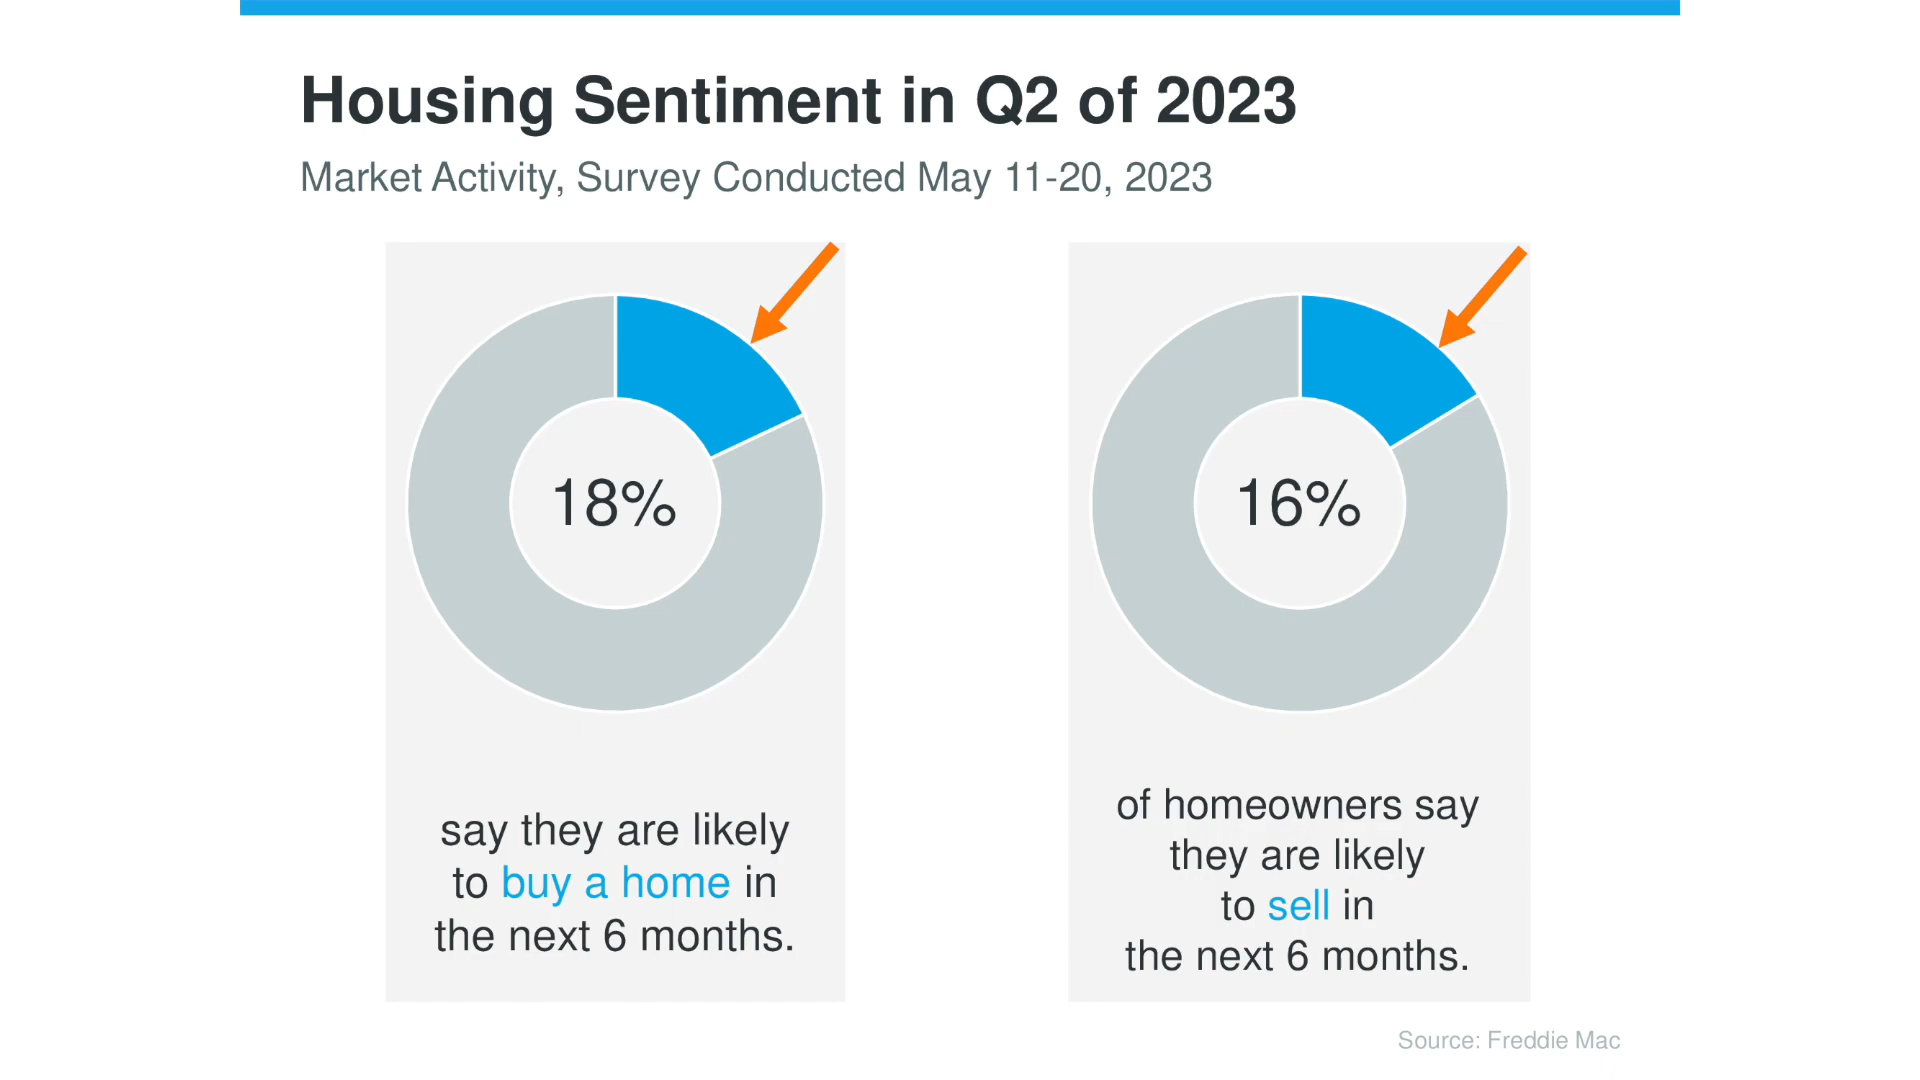 Housing Sentiment in Q2 of 2023
Market Activity, Survey Conducted May 11-20, 2023
18%
say they are likely
to buy a home in
the next 6 months.
16%
of homeowners say
they are likely
to sell in
the next 6 months.
Source: Freddie Mac